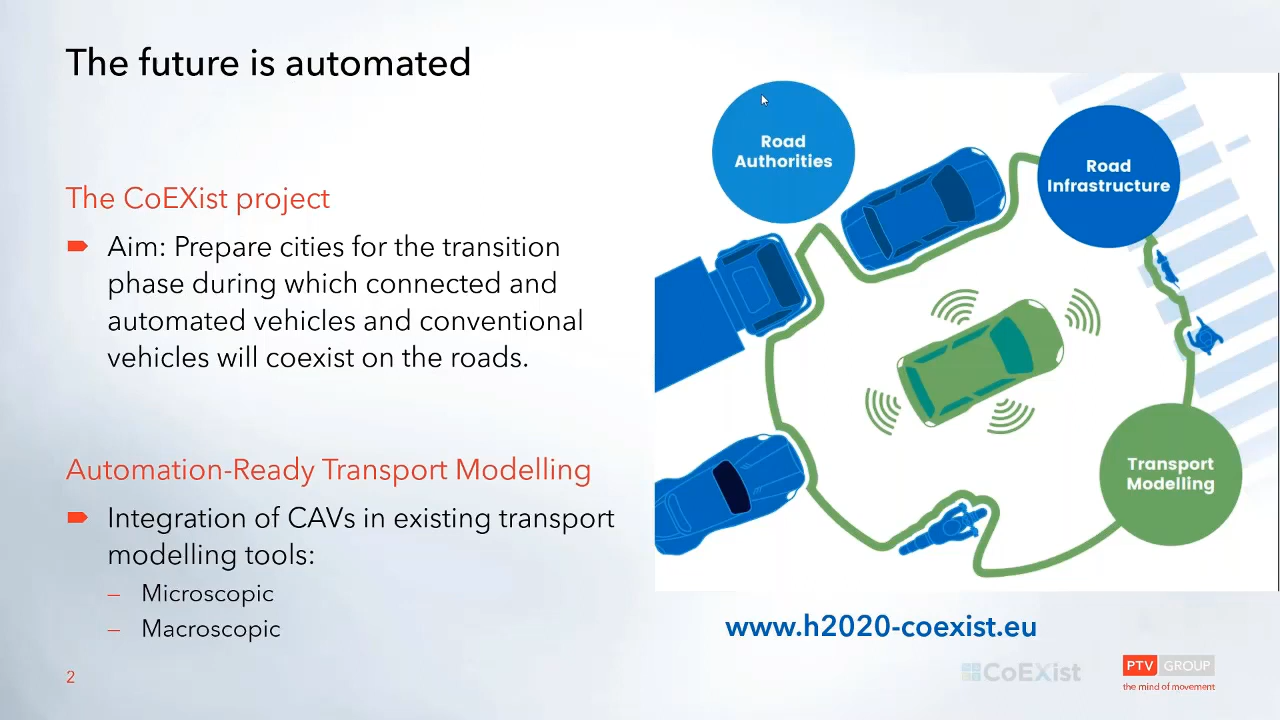 The future is automated
The CoEXist project
Aim: Prepare cities for the transition
phase during which connected and
automated vehicles and conventional
vehicles will coexist on the roads.
Automation-Ready Transport Modelling
Integration of CAVs in existing transport
modelling tools:
– Microscopic
– Macroscopic
2
Road
Authorities
Road
Infrastructure
Transport
Modelling
www.h2020-coexist.eu
CoEXist
PTV GROUP
the mind of movement